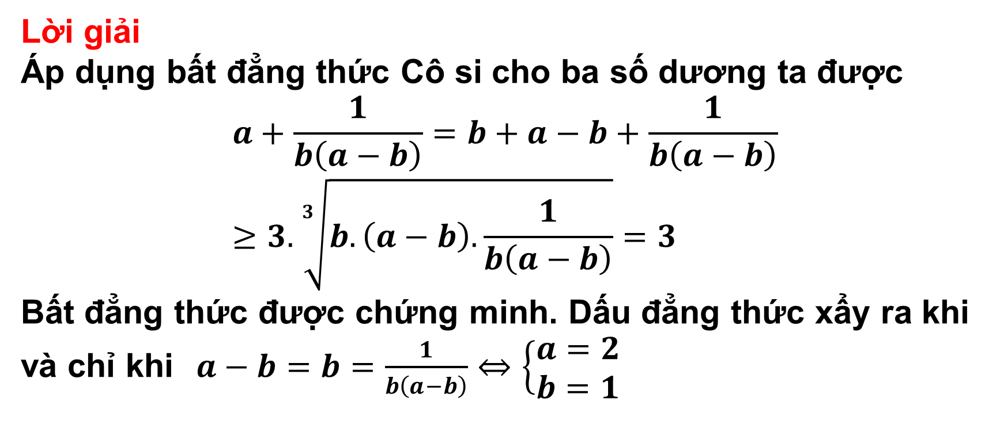 Lời giải
Áp dụng bất đẳng thức Cô si cho ba số dương ta được
a + \frac{1}{b(a − b)} = b + a − b + \frac{1}{b(a − b)}
≥ 3. \sqrt[3]{b. (a − b). \frac{1}{b(a − b)}} = 3
Bất đẳng thức được chứng minh. Dấu đẳng thức xẩy ra khi
và chỉ khi a − b = b = \frac{1}{b(a−b)} ⇔ \begin{cases} a = 2 \\ b = 1 \end{cases}